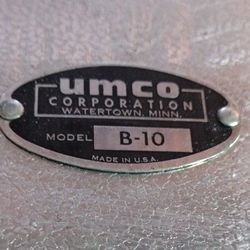 umco
CORPORATION
WATERTOWN, MINN.
MODEL B-10
MADE IN U.S.A.